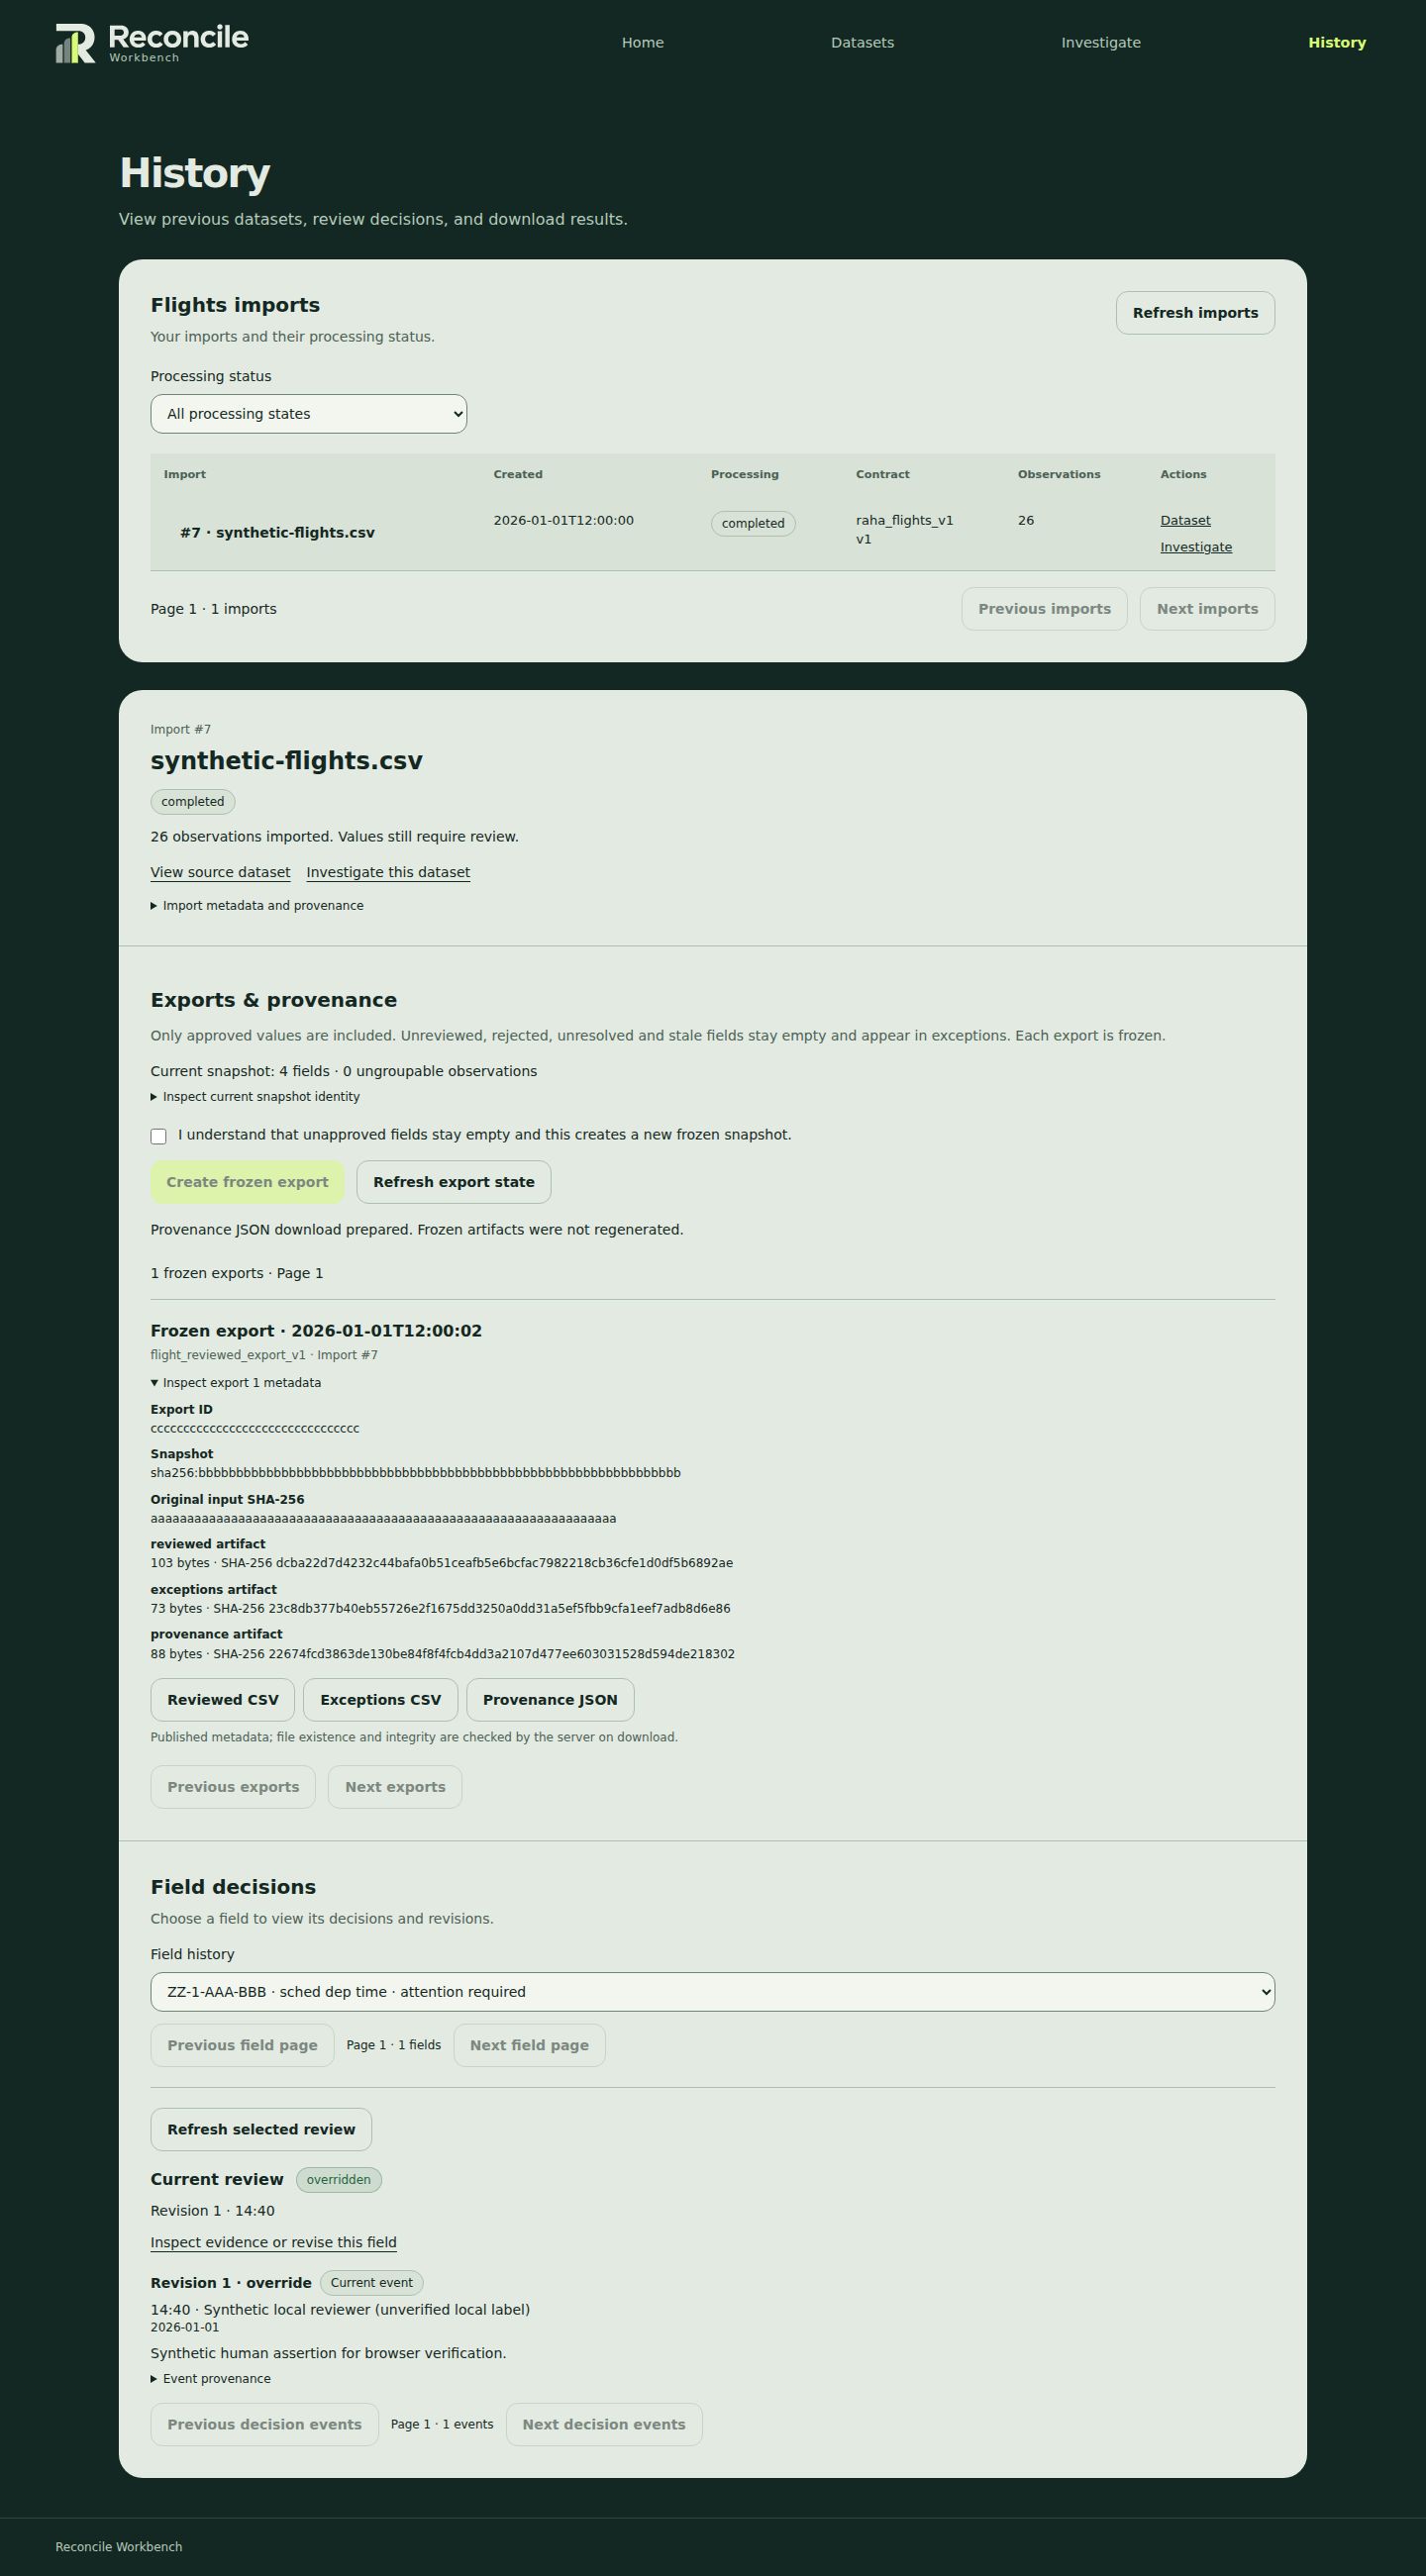 Reconcile
Workbench
Home Datasets Investigate History
History
View previous datasets, review decisions, and download results.
Flights imports
Refresh imports
Your imports and their processing status.
Processing status
All processing states
Import Created Processing Contract Observations Actions
#7 · synthetic-flights.csv 2026-01-01T12:00:00 completed raha_flights_v1 26 Dataset
v1 Investigate
Page 1 · 1 imports Previous imports Next imports
Import #7
synthetic-flights.csv
completed
26 observations imported. Values still require review.
View source dataset Investigate this dataset
Import metadata and provenance
Exports & provenance
Only approved values are included. Unreviewed, rejected, unresolved and stale fields stay empty and appear in exceptions. Each export is frozen.
Current snapshot: 4 fields · 0 ungroupable observations
Inspect current snapshot identity
I understand that unapproved fields stay empty and this creates a new frozen snapshot.
Create frozen export Refresh export state
Provenance JSON download prepared. Frozen artifacts were not regenerated.
1 frozen exports · Page 1
Frozen export · 2026-01-01T12:00:02
flight_reviewed_export_v1 · Import #7
Inspect export 1 metadata
Export ID
cccccccccccccccccccccccccccccccc
Snapshot
sha256:bbbbbbbbbbbbbbbbbbbbbbbbbbbbbbbbbbbbbbbbbbbbbbbbbbbbbbbbbbbbbbbb
Original input SHA-256
aaaaaaaaaaaaaaaaaaaaaaaaaaaaaaaaaaaaaaaaaaaaaaaaaaaaaaaaaaaaaaaa
reviewed artifact
103 bytes · SHA-256 dcba22d7d4232c44bafa0b51ceafb5e6bcfac7982218cb36cfe1d0df5b6892ae
exceptions artifact
73 bytes · SHA-256 23c8db377b40eb55726e2f1675dd3250a0dd31a5ef5fbb9cfa1eef7adb8d6e86
provenance artifact
88 bytes · SHA-256 22674fcd3863de130be84f8f4fcb4dd3a2107d477ee603031528d594de218302
Reviewed CSV Exceptions CSV Provenance JSON
Published metadata; file existence and integrity are checked by the server on download.
Previous exports Next exports
Field decisions
Choose a field to view its decisions and revisions.
Field history
ZZ-1-AAA-BBB · sched dep time · attention required
Previous field page Page 1 · 1 fields Next field page
Refresh selected review
Current review overridden
Revision 1 · 14:40
Inspect evidence or revise this field
Revision 1 · override Current event
14:40 · Synthetic local reviewer (unverified local label)
2026-01-01
Synthetic human assertion for browser verification.
Event provenance
Previous decision events Page 1 · 1 events Next decision events
Reconcile Workbench